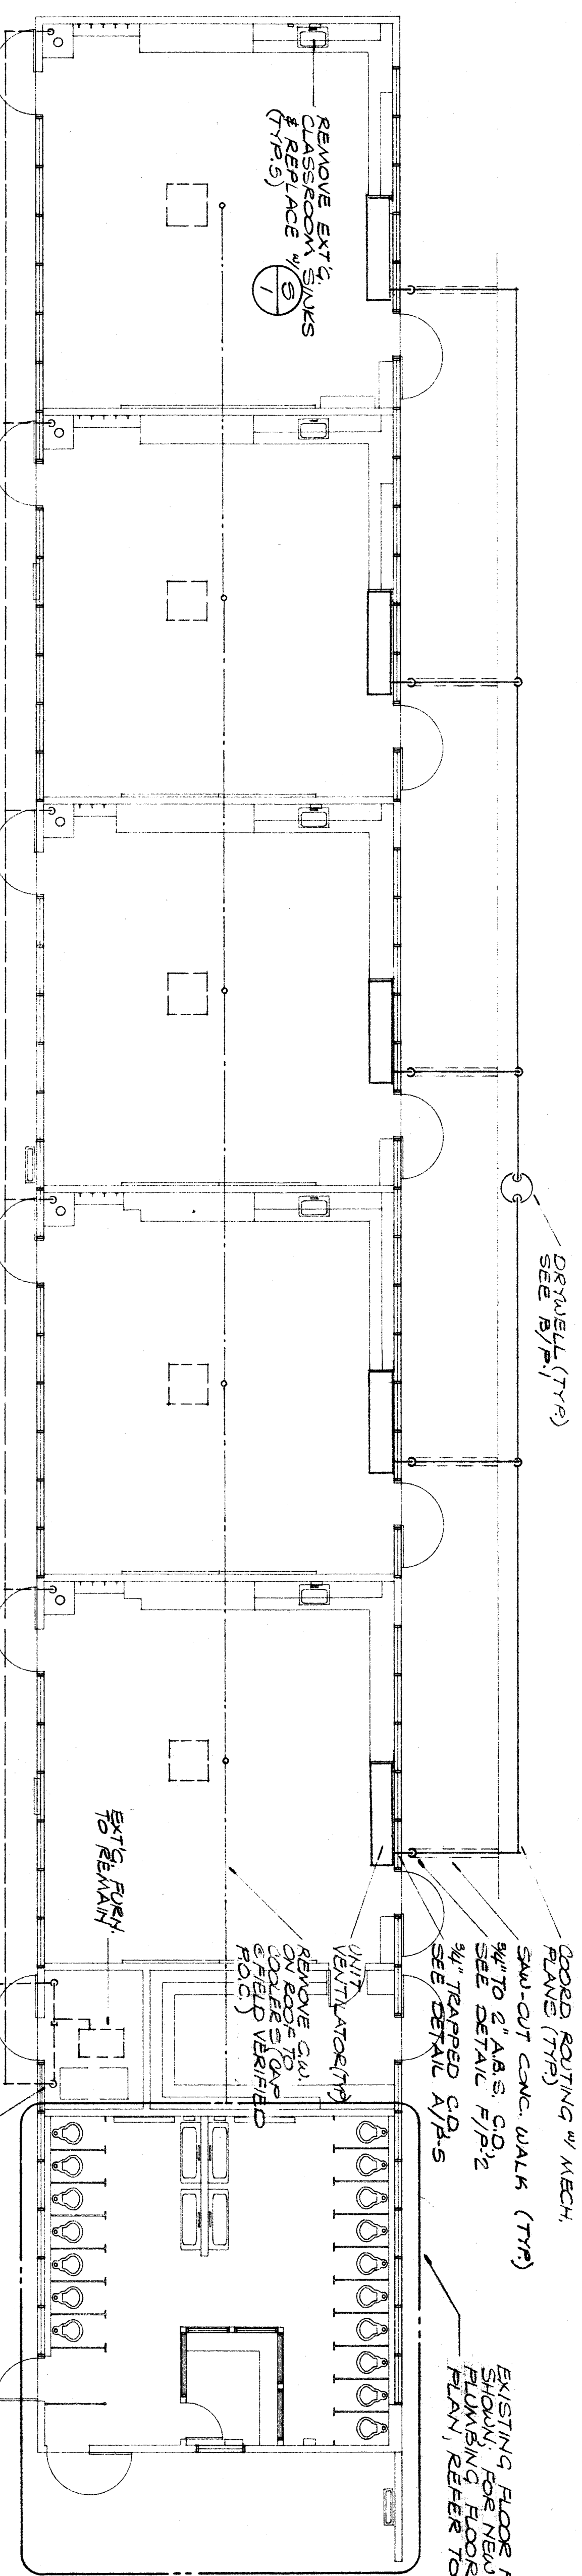 REMOVE EXT'G.
CLASSROOM SINKS
& REPLACE W/
(TYP. 5)
S
1
DRYWELL (TYP.)
SEE B/P.1
COORD ROUTING W/ MECH.
PLANE (TYP.)
SAW-CUT CONC. WALK (TYP.)
3/4" TO 2" A.B.S. C.D.,
SEE DETAIL F/P-2
3/4" TRAPPED C.D.,
SEE DETAIL A/P-5
UNIT
VENTILATOR (TYP)
REMOVE C.W.
ON ROOF TO
COOLERS (CAP
@ FIELD VERIFIED
P.O.C.)
EXT'G. FURN
TO REMAIN
EXISTING FLOOR
SHOWN; FOR NEW
PLUMBING FLOOR
PLAN, REFER TO